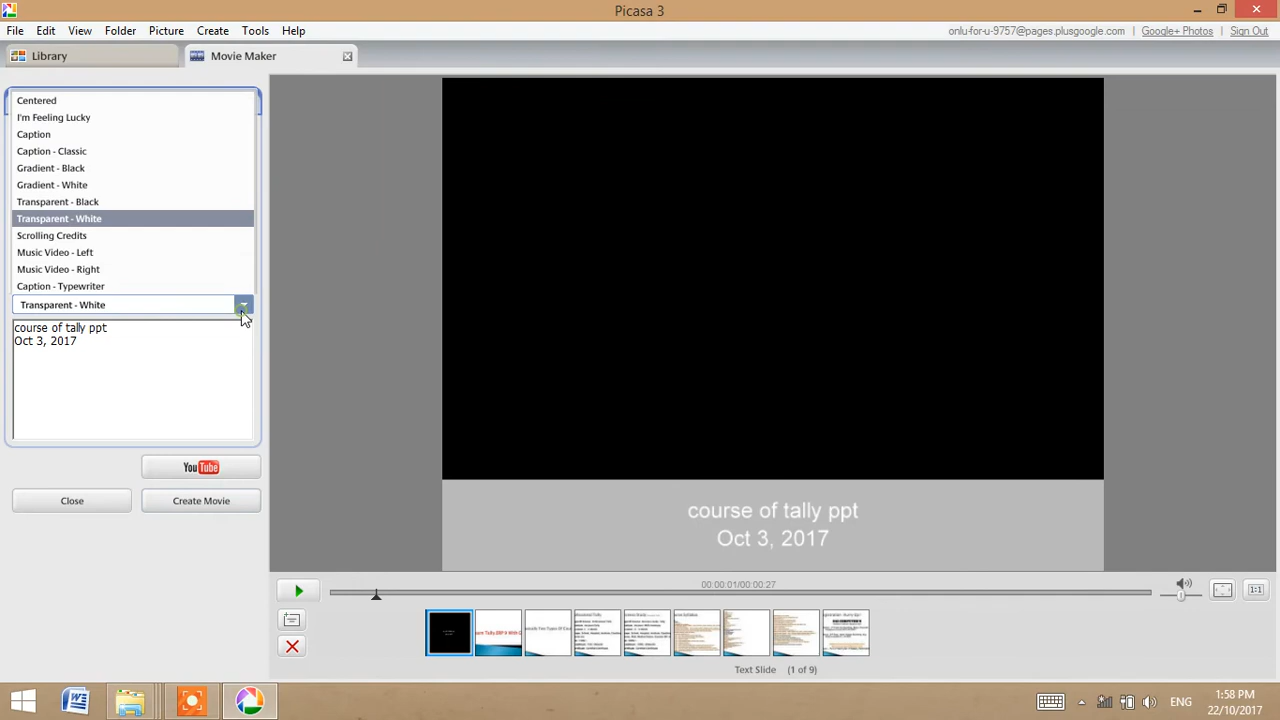 Picasa 3
File Edit View Folder Picture Create Tools Help
onlu-for-u-9757@pages.plusgoogle.com Google+ Photos Sign Out
Library Movie Maker
Centered
I'm Feeling Lucky
Caption
Caption - Classic
Gradient - Black
Gradient - White
Transparent - Black
Transparent - White
Scrolling Credits
Music Video - Left
Music Video - Right
Caption - Typewriter
Transparent - White
course of tally ppt
Oct 3, 2017
YouTube
Close Create Movie
course of tally ppt
Oct 3, 2017
00:00:01/00:00:27
1:1
Text Slide (1 of 9)
ENG
1:58 PM
22/10/2017